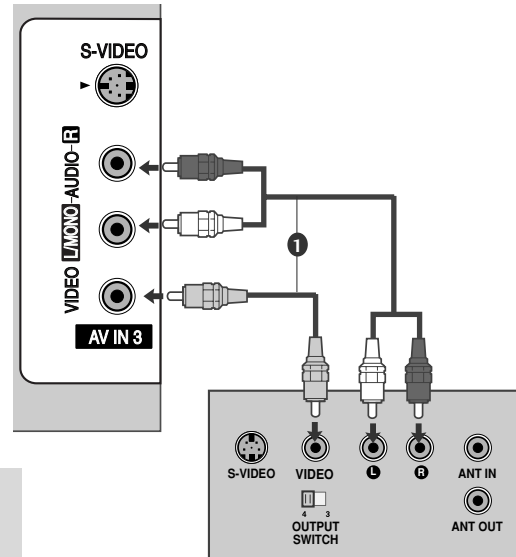 S-VIDEO
VIDEO L/MONO-AUDIO-R
AV IN 3
1
S-VIDEO
VIDEO
L
R
ANT IN
4 3
OUTPUT
SWITCH
ANT OUT